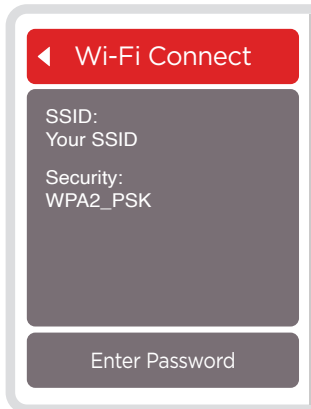 Wi-Fi Connect
SSID:
Your SSID
Security:
WPA2_PSK
Enter Password